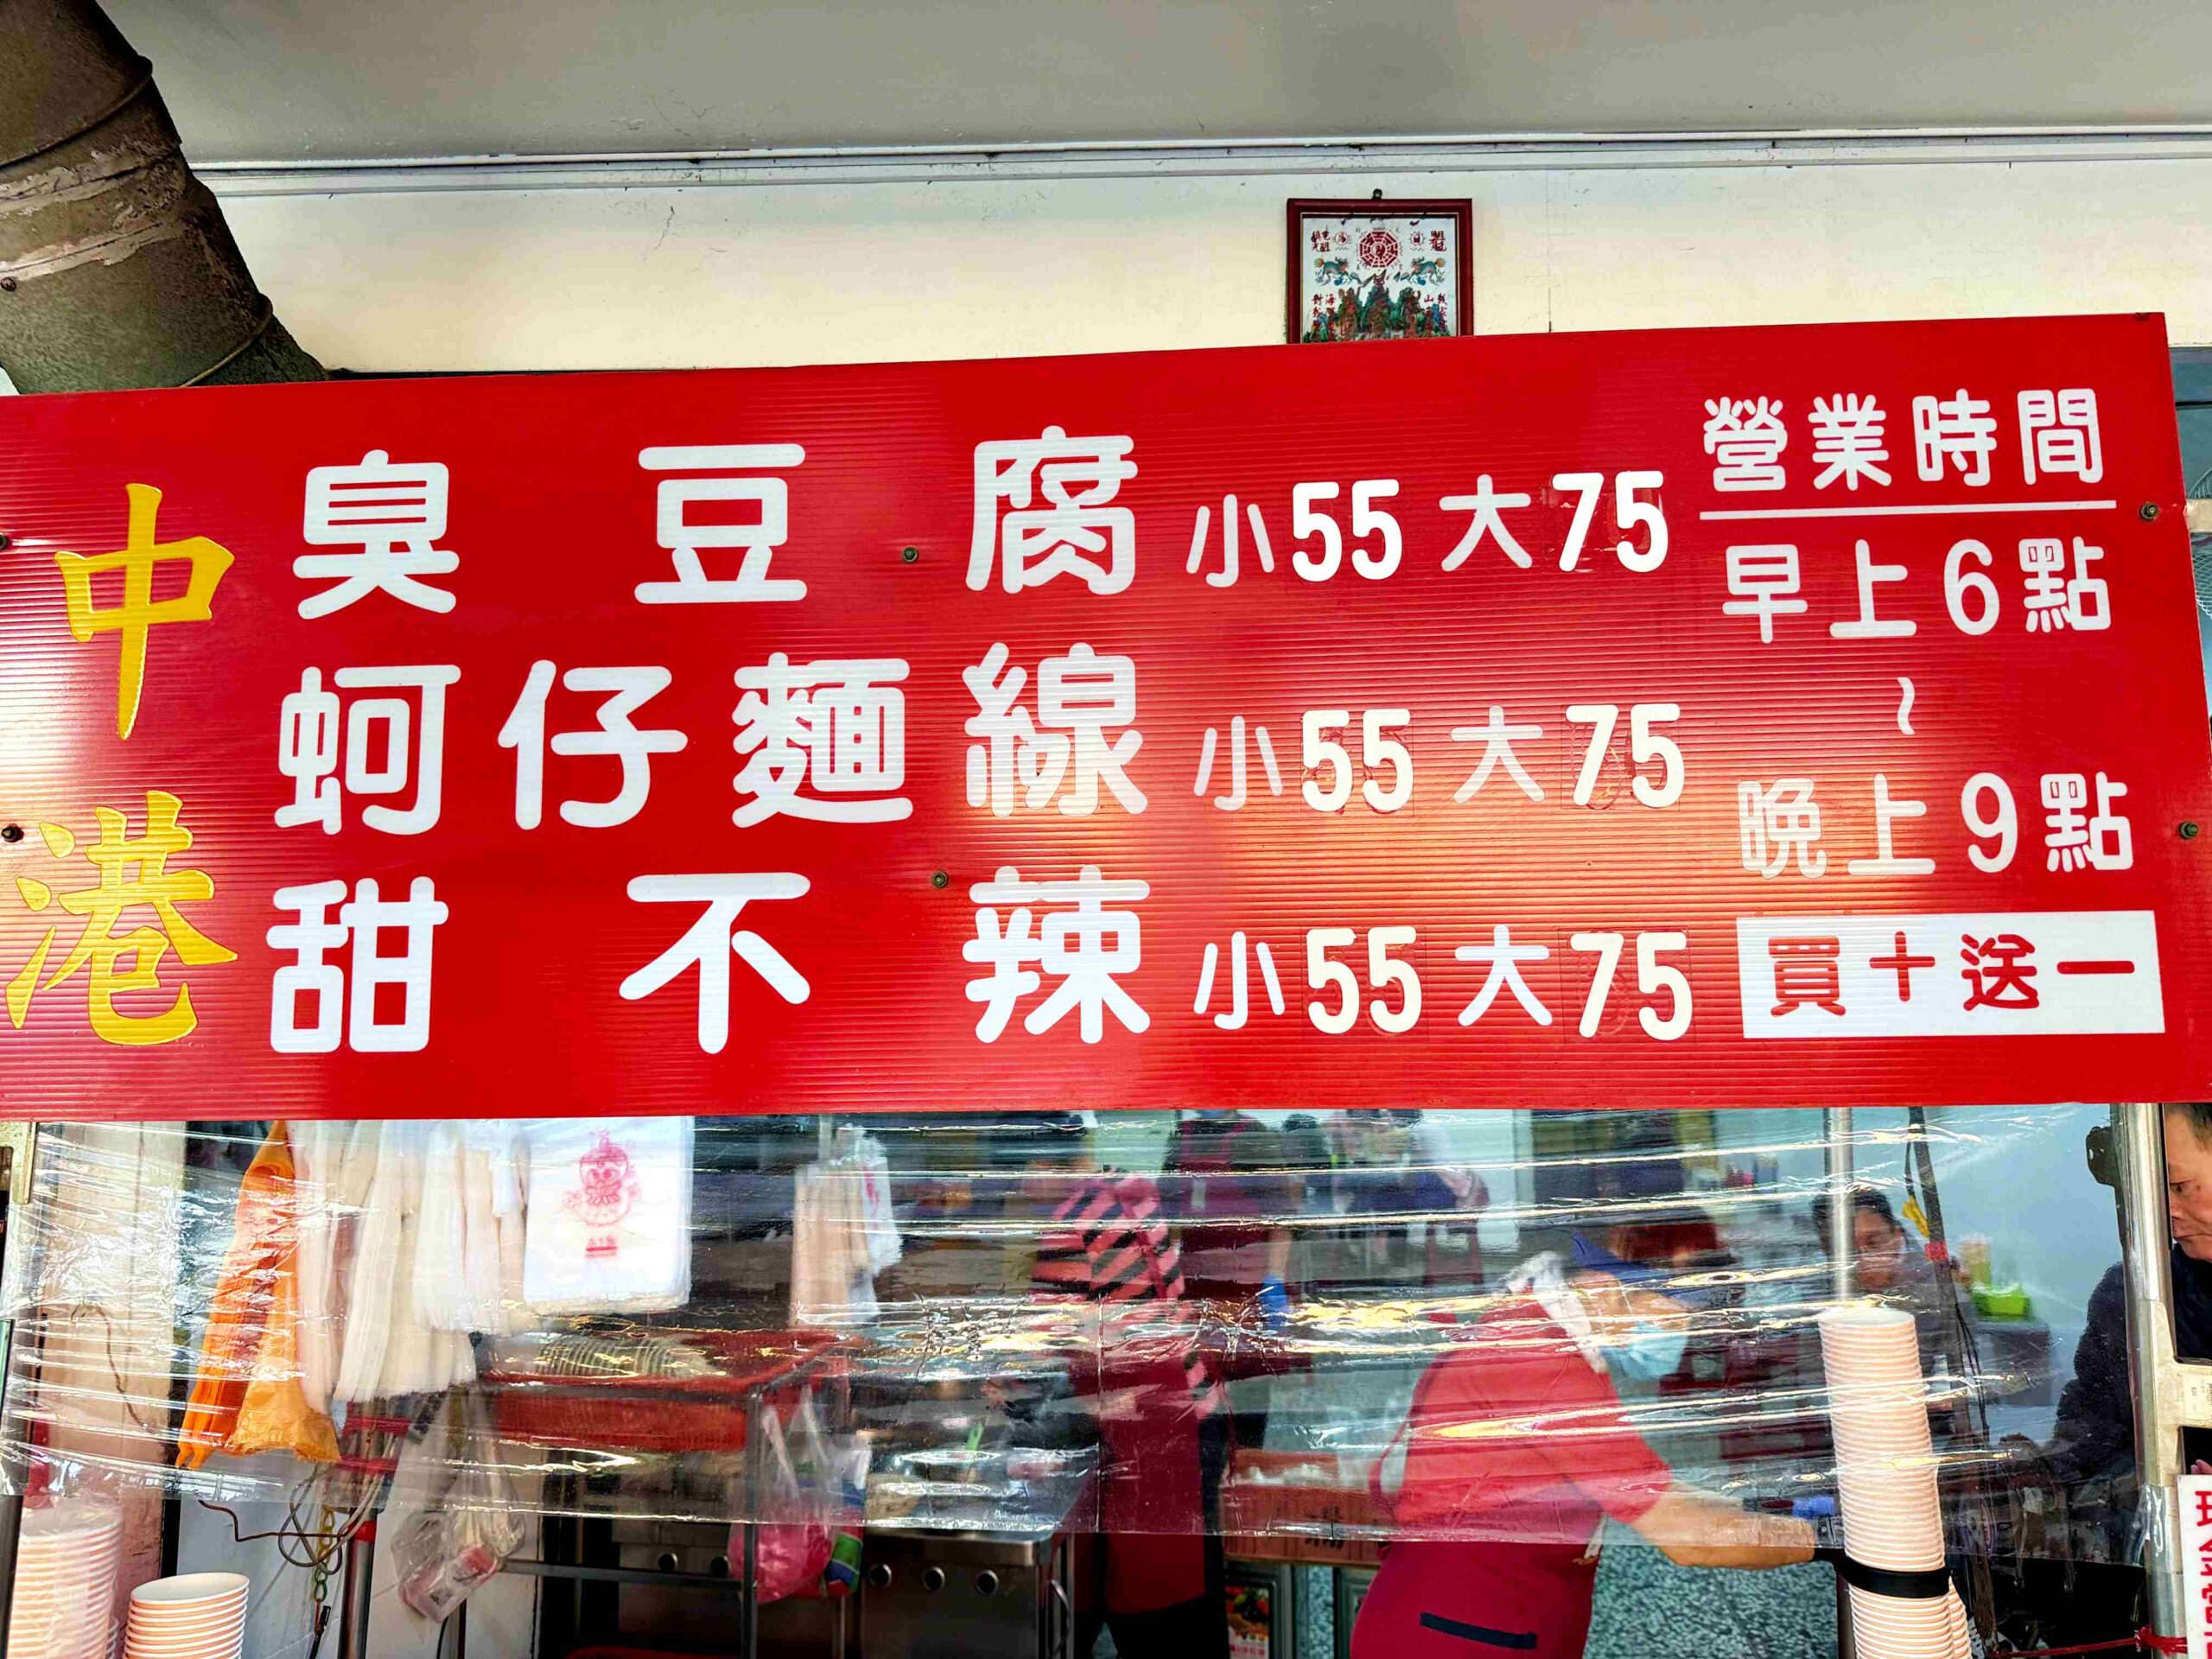 中港
臭豆腐 小55 大75
蚵仔麵線 小55 大75
甜不辣 小55 大75
營業時間
早上6點
~
晚上9點
買十送一